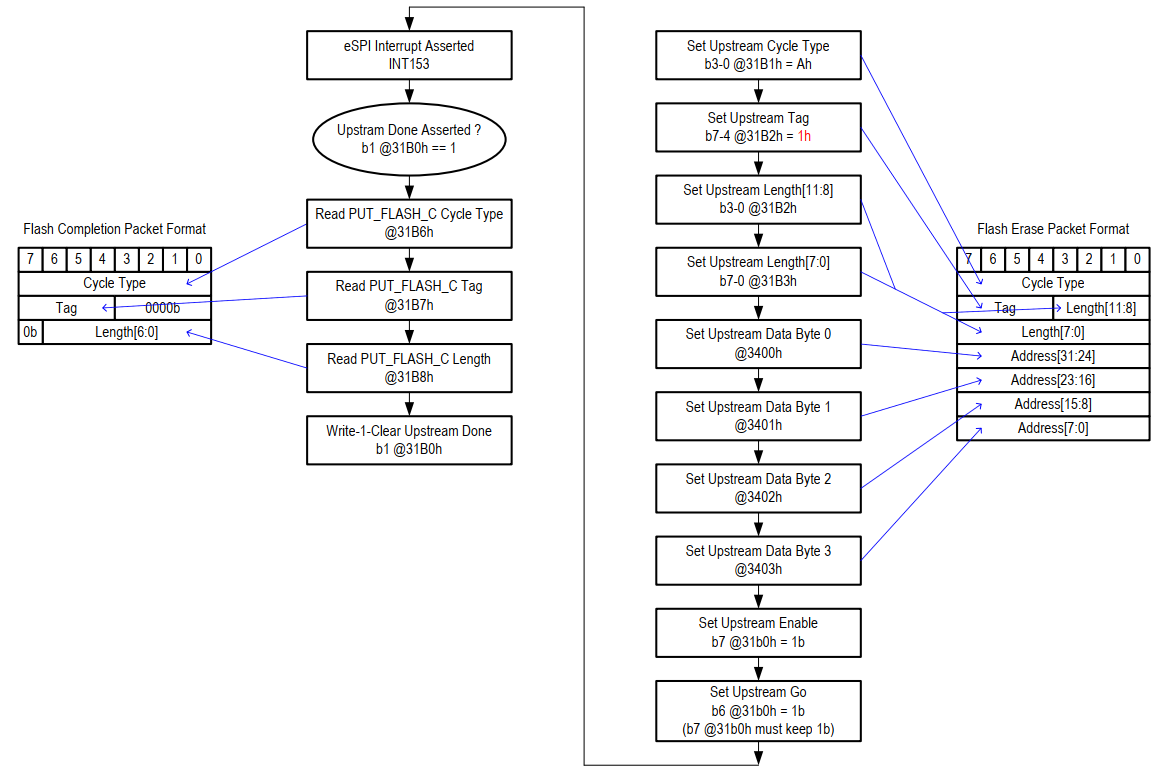 eSPI Interrupt Asserted
INT153
Upstram Done Asserted ?
b1 @31B0h == 1
Read PUT_FLASH_C Cycle Type
@31B6h
Read PUT_FLASH_C Tag
@31B7h
Read PUT_FLASH_C Length
@31B8h
Write-1-Clear Upstream Done
b1 @31B0h
Flash Completion Packet Format
7 6 5 4 3 2 1 0
Cycle Type
Tag 0000b
0b Length[6:0]
Set Upstream Cycle Type
b3-0 @31B1h = Ah
Set Upstream Tag
b7-4 @31B2h = 1h
Set Upstream Length[11:8]
b3-0 @31B2h
Set Upstream Length[7:0]
b7-0 @31B3h
Set Upstream Data Byte 0
@3400h
Set Upstream Data Byte 1
@3401h
Set Upstream Data Byte 2
@3402h
Set Upstream Data Byte 3
@3403h
Set Upstream Enable
b7 @31b0h = 1b
Set Upstream Go
b6 @31b0h = 1b
(b7 @31b0h must keep 1b)
Flash Erase Packet Format
7 6 5 4 3 2 1 0
Cycle Type
Tag Length[11:8]
Length[7:0]
Address[31:24]
Address[23:16]
Address[15:8]
Address[7:0]